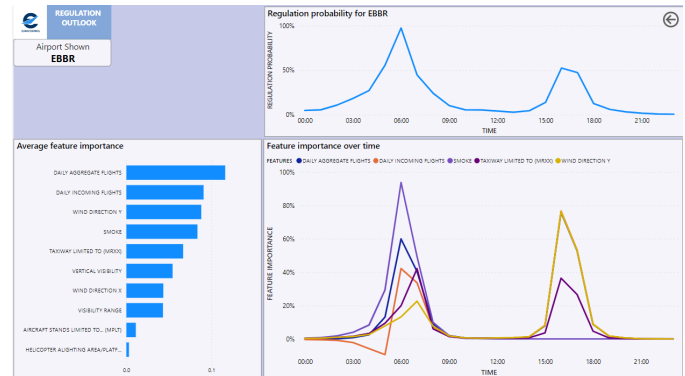 REGULATION
OUTLOOK
EUROCONTROL
Airport Shown
EBBR
Regulation probability for EBBR
REGULATION PROBABILITY
100%
50%
0%
00:00 03:00 06:00 09:00 12:00 15:00 18:00 21:00
TIME
Average feature importance
DAILY AGGREGATE FLIGHTS
DAILY INCOMING FLIGHTS
WIND DIRECTION Y
SMOKE
TAXIWAY LIMITED TO (MRXX)
VERTICAL VISIBILITY
WIND DIRECTION X
VISIBILITY RANGE
AIRCRAFT STANDS LIMITED TO... (MPLT)
HELICOPTER ALIGHTING AREA/PLATF...
0.0 0.1
Feature importance over time
FEATURES DAILY AGGREGATE FLIGHTS DAILY INCOMING FLIGHTS SMOKE TAXIWAY LIMITED TO (MRXX) WIND DIRECTION Y
FEATURE IMPORTANCE
100%
80%
60%
40%
20%
0%
00:00 03:00 06:00 09:00 12:00 15:00 18:00 21:00
TIME